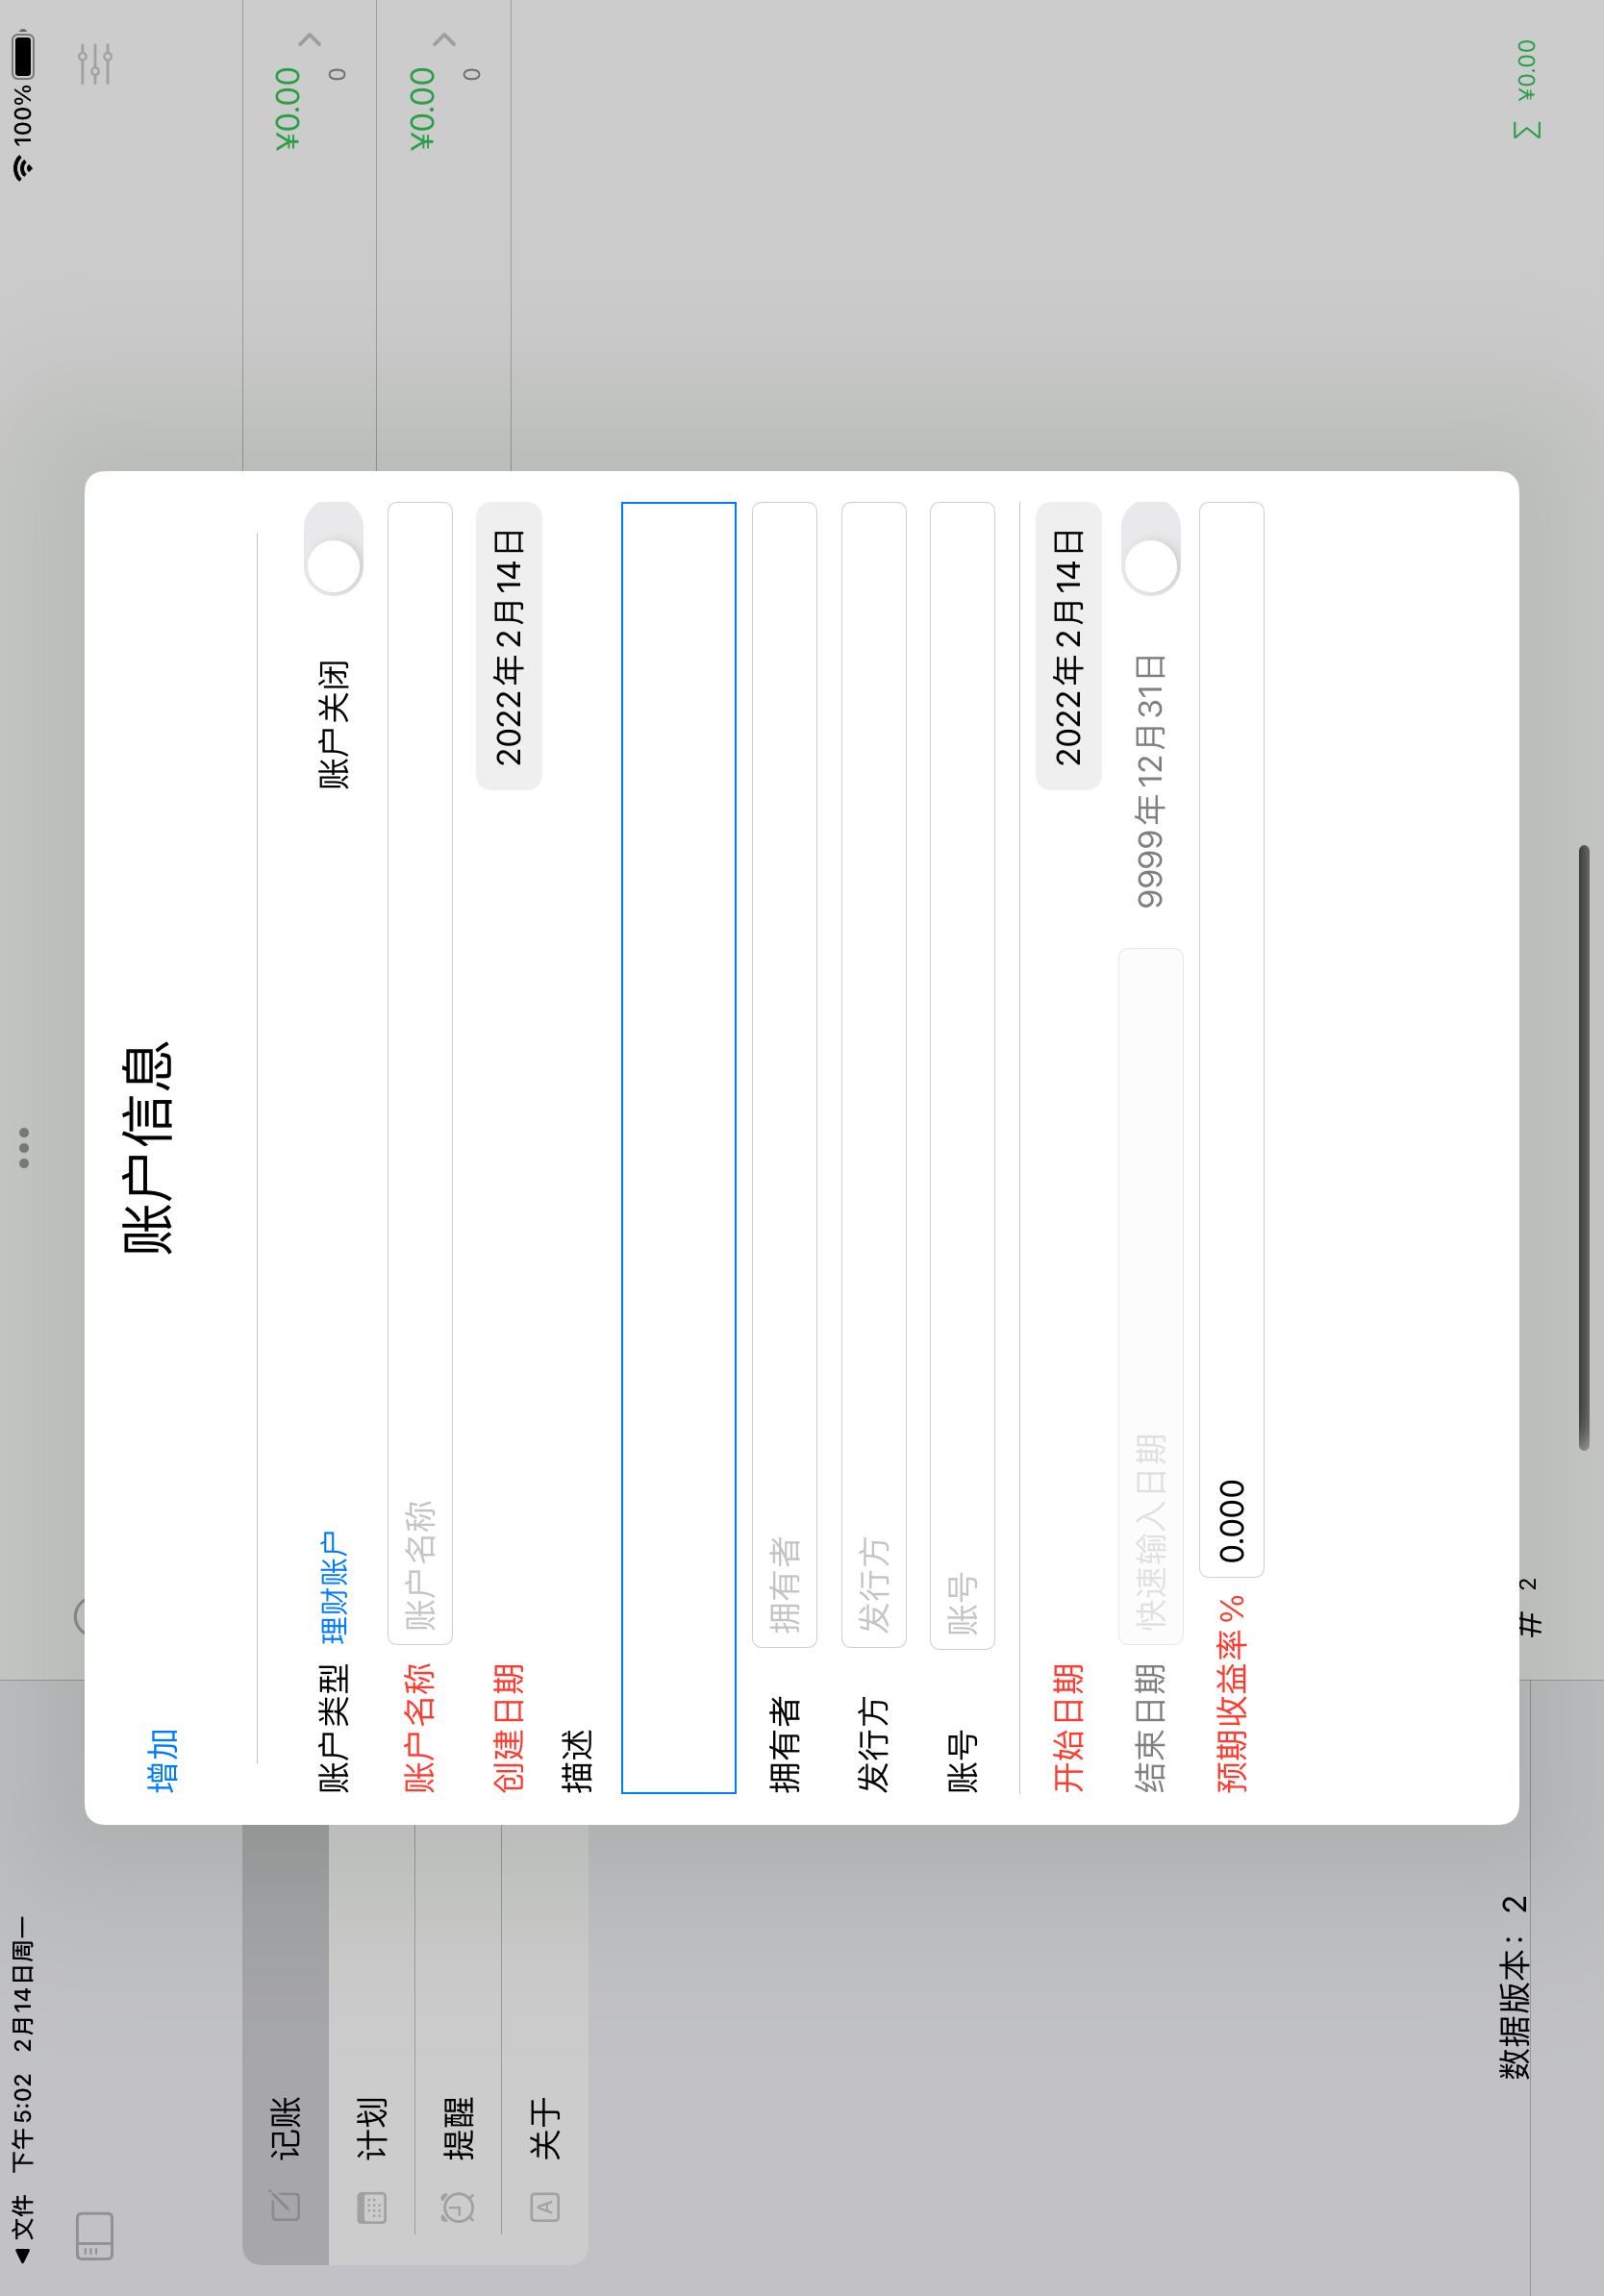 文件 下午5:02 2月14日周一
100%
记账
计划
提醒
关于
数据版本：2
¥0.00
0
¥0.00
0
# 2
∑ ¥0.00
增加
账户信息
账户类型 理财账户 账户关闭
账户名称 账户名称
创建日期 2022年2月14日
描述
拥有者 拥有者
发行方 发行方
账号 账号
开始日期 2022年2月14日
结束日期 快速输入日期 9999年12月31日
预期收益率 % 0.000